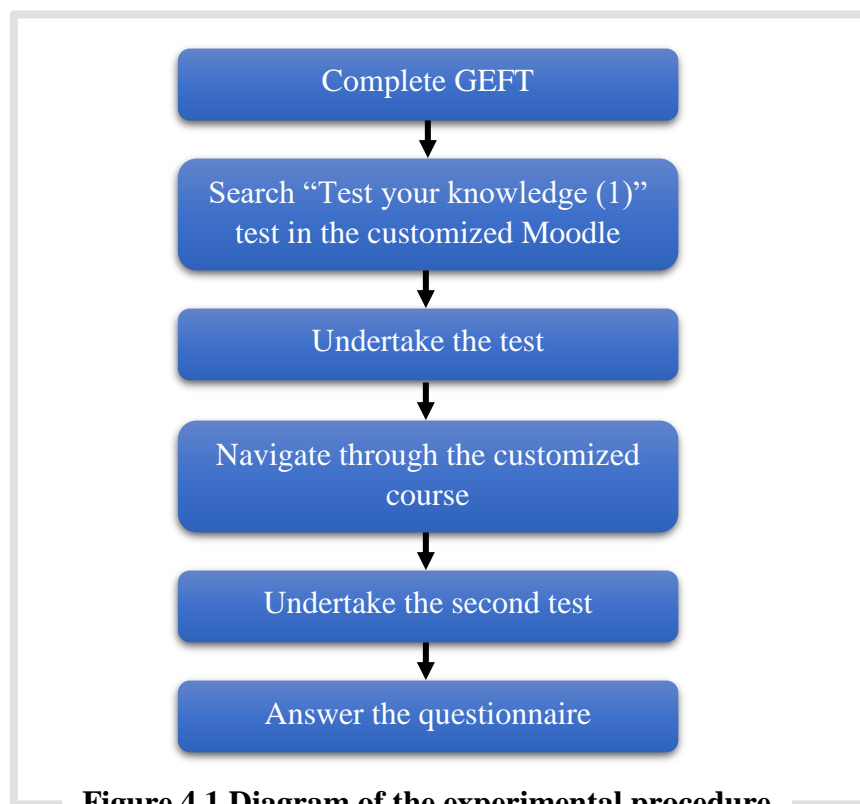 Complete GEFT
Search “Test your knowledge (1)”
test in the customized Moodle
Undertake the test
Navigate through the customized
course
Undertake the second test
Answer the questionnaire
Figure 4.1 Diagram of the experimental procedure